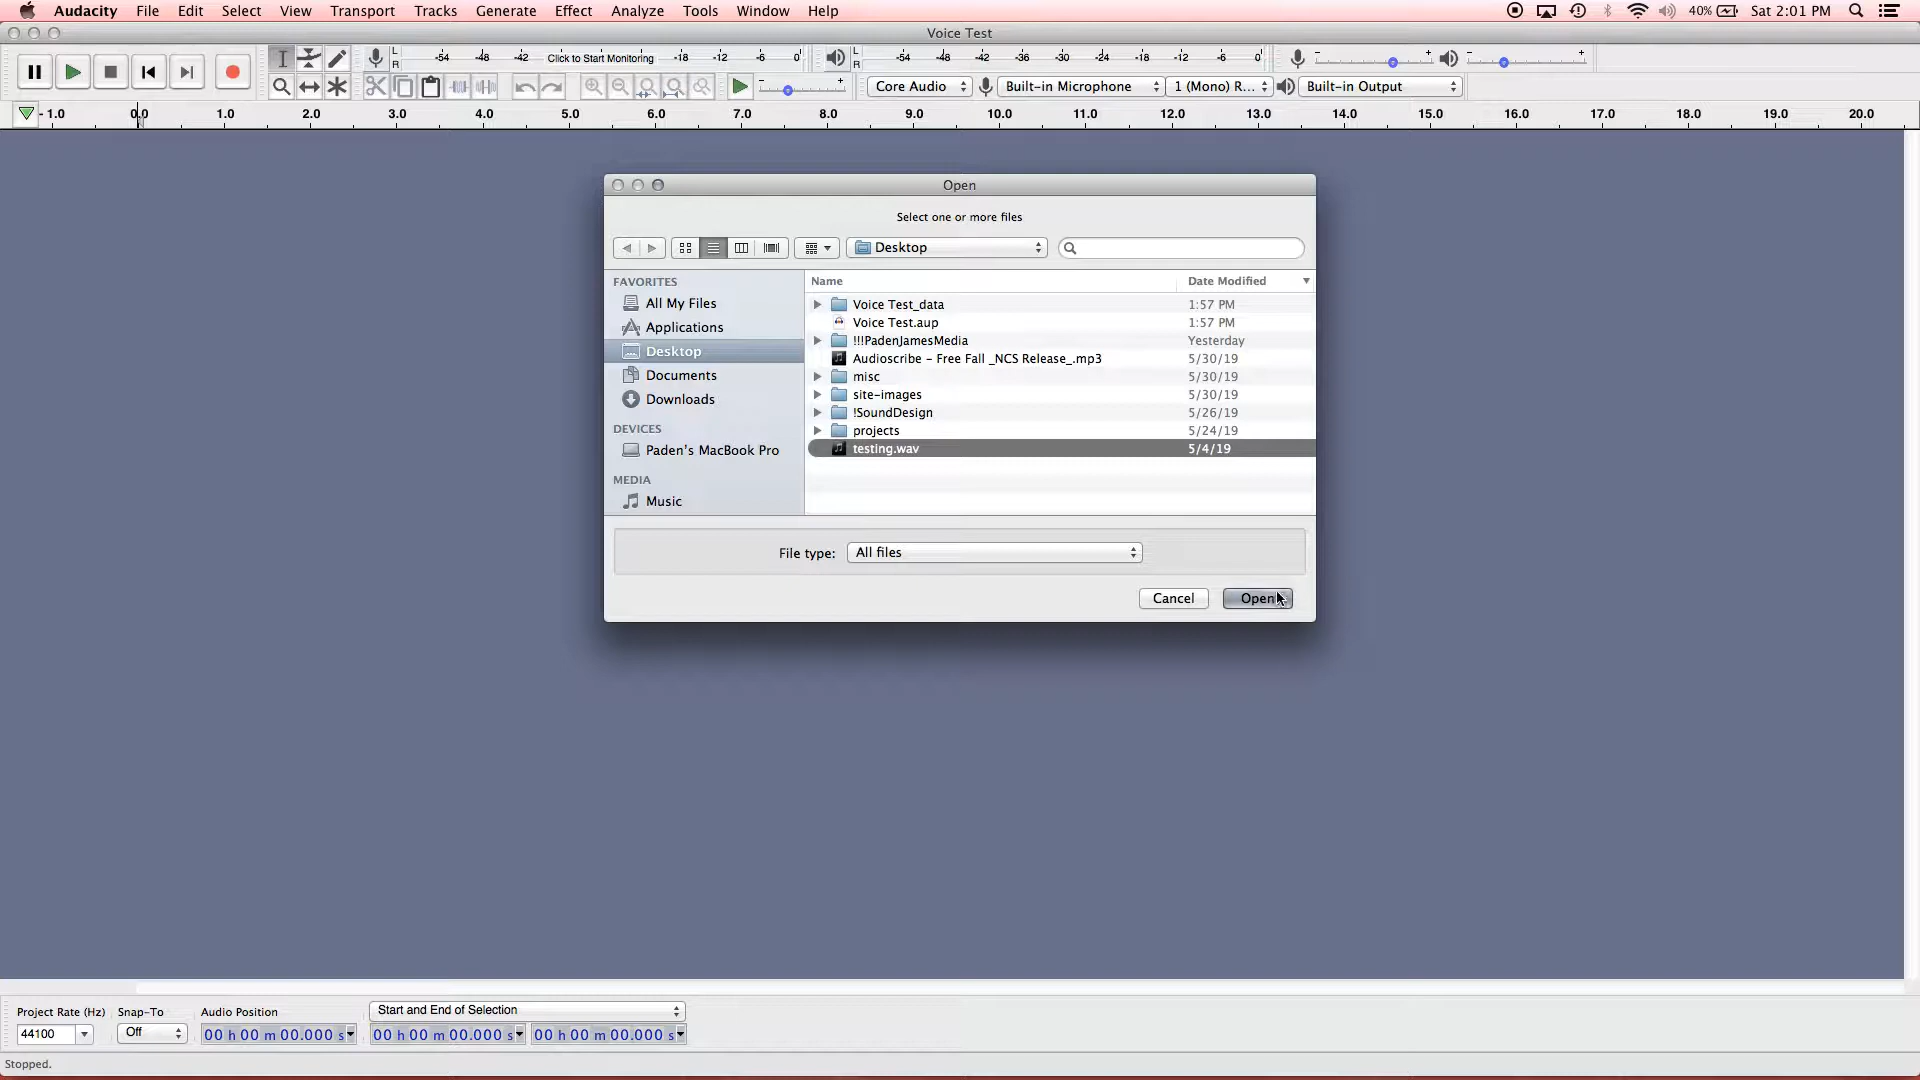 Audacity File Edit Select View Transport Tracks Generate Effect Analyze Tools Window Help 40% Sat 2:01 PM
Voice Test
L R -54 -48 -42 Click to Start Monitoring -18 -12 -6 0 L R -54 -48 -42 -36 -30 -24 -18 -12 -6 0 - + - +
- + Core Audio Built-in Microphone 1 (Mono) R... Built-in Output
- 1.0 0.0 1.0 2.0 3.0 4.0 5.0 6.0 7.0 8.0 9.0 10.0 11.0 12.0 13.0 14.0 15.0 16.0 17.0 18.0 19.0 20.0
Open
Select one or more files
Desktop
FAVORITES
All My Files
Applications
Desktop
Documents
Downloads
DEVICES
Paden's MacBook Pro
MEDIA
Music
Name Date Modified
Voice Test_data 1:57 PM
Voice Test.aup 1:57 PM
!!!PadenJamesMedia Yesterday
Audioscribe - Free Fall _NCS Release_.mp3 5/30/19
misc 5/30/19
site-images 5/30/19
!SoundDesign 5/26/19
projects 5/24/19
testing.wav 5/4/19
File type: All files
Cancel Open
Project Rate (Hz) Snap-To Audio Position Start and End of Selection
44100 Off 00 h 00 m 00.000 s 00 h 00 m 00.000 s 00 h 00 m 00.000 s
Stopped.